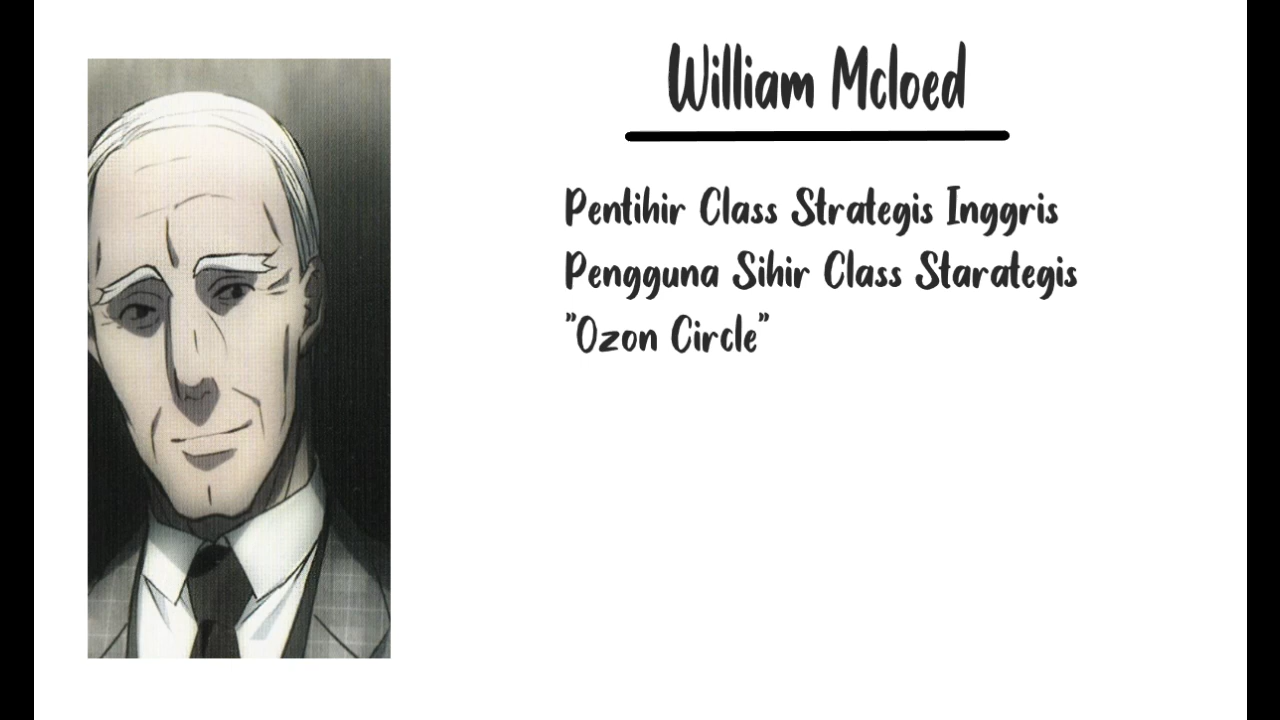 William Mcloed
Pentihir Class Strategis Inggris
Pengguna Sihir Class Starategis
"Ozon Circle"